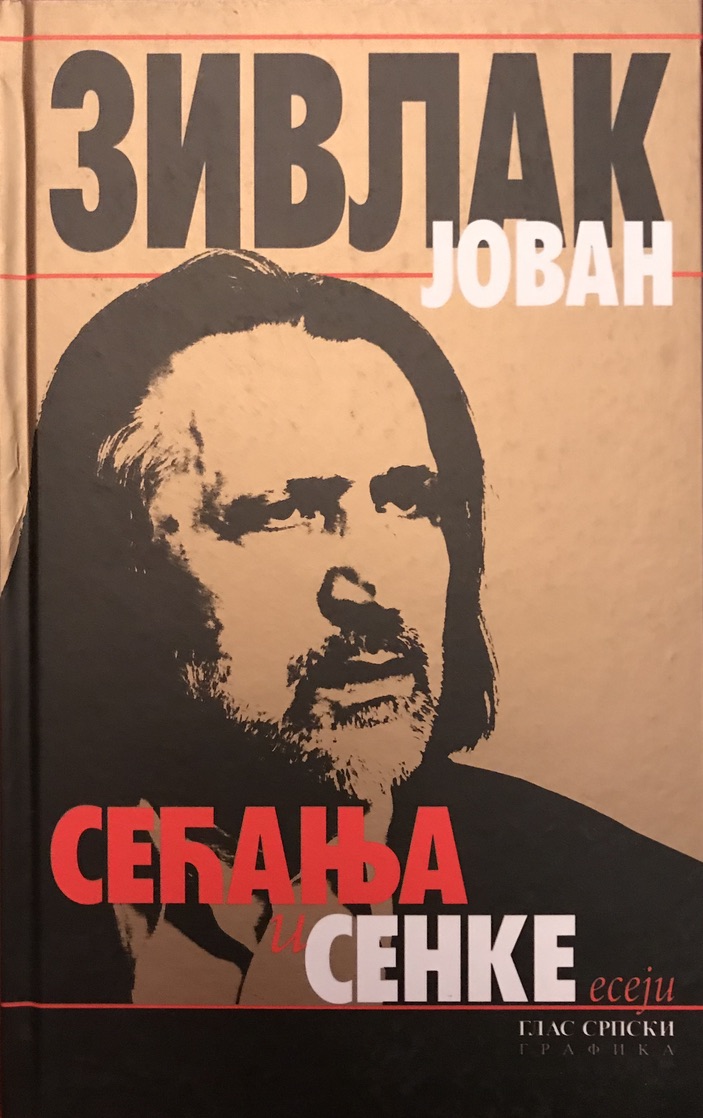 ЗИВЛАК
ЈОВАН
СЕЋАЊА
и
СЕНКЕ есеји
ГЛАС СРПСКИ
ГРАФИКА